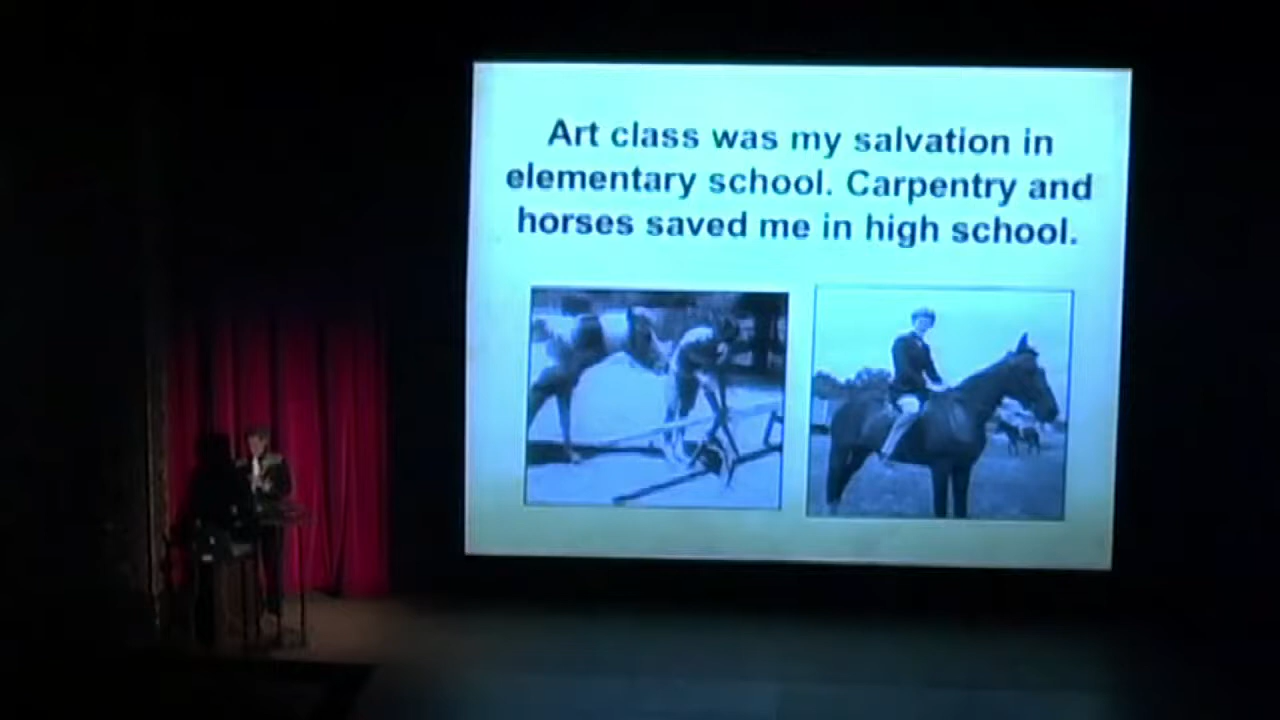 Art class was my salvation in
elementary school. Carpentry and
horses saved me in high school.